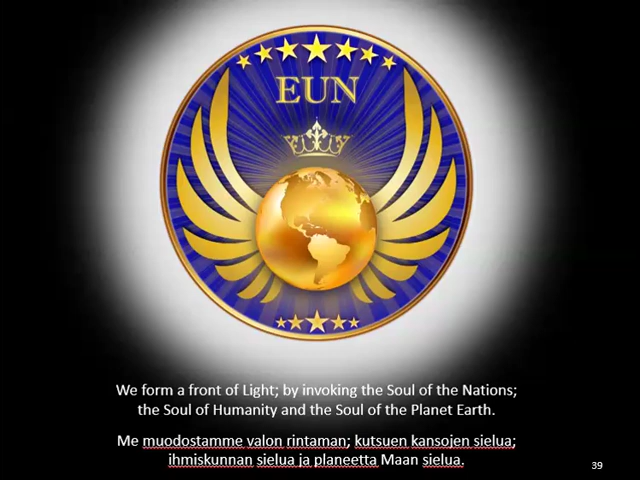 EUN
We form a front of Light; by invoking the Soul of the Nations;
the Soul of Humanity and the Soul of the Planet Earth.
Me muodostamme valon rintaman; kutsuen kansojen sielua;
ihmiskunnan sielua ja planeetta Maan sielua.
39